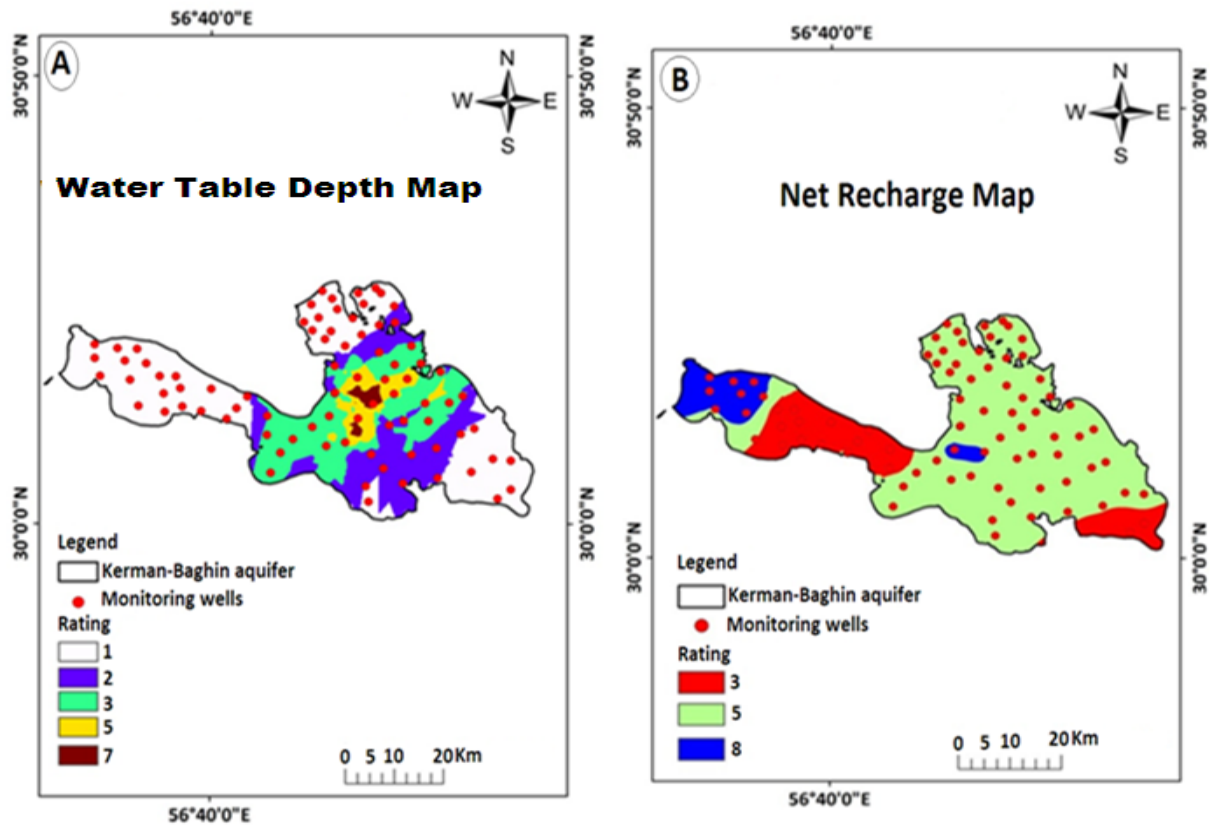 56°40'0"E
A
N
W E
S
30°50'0"N
30°50'0"N
Water Table Depth Map
30°0'0"N
30°0'0"N
Legend
Kerman-Baghin aquifer
Monitoring wells
Rating
1
2
3
5
7
0 5 10 20 Km
56°40'0"E
56°40'0"E
B
N
W E
S
30°50'0"N
30°50'0"N
Net Recharge Map
30°0'0"N
30°0'0"N
Legend
Kerman-Baghin aquifer
Monitoring wells
Rating
3
5
8
0 5 10 20 Km
56°40'0"E